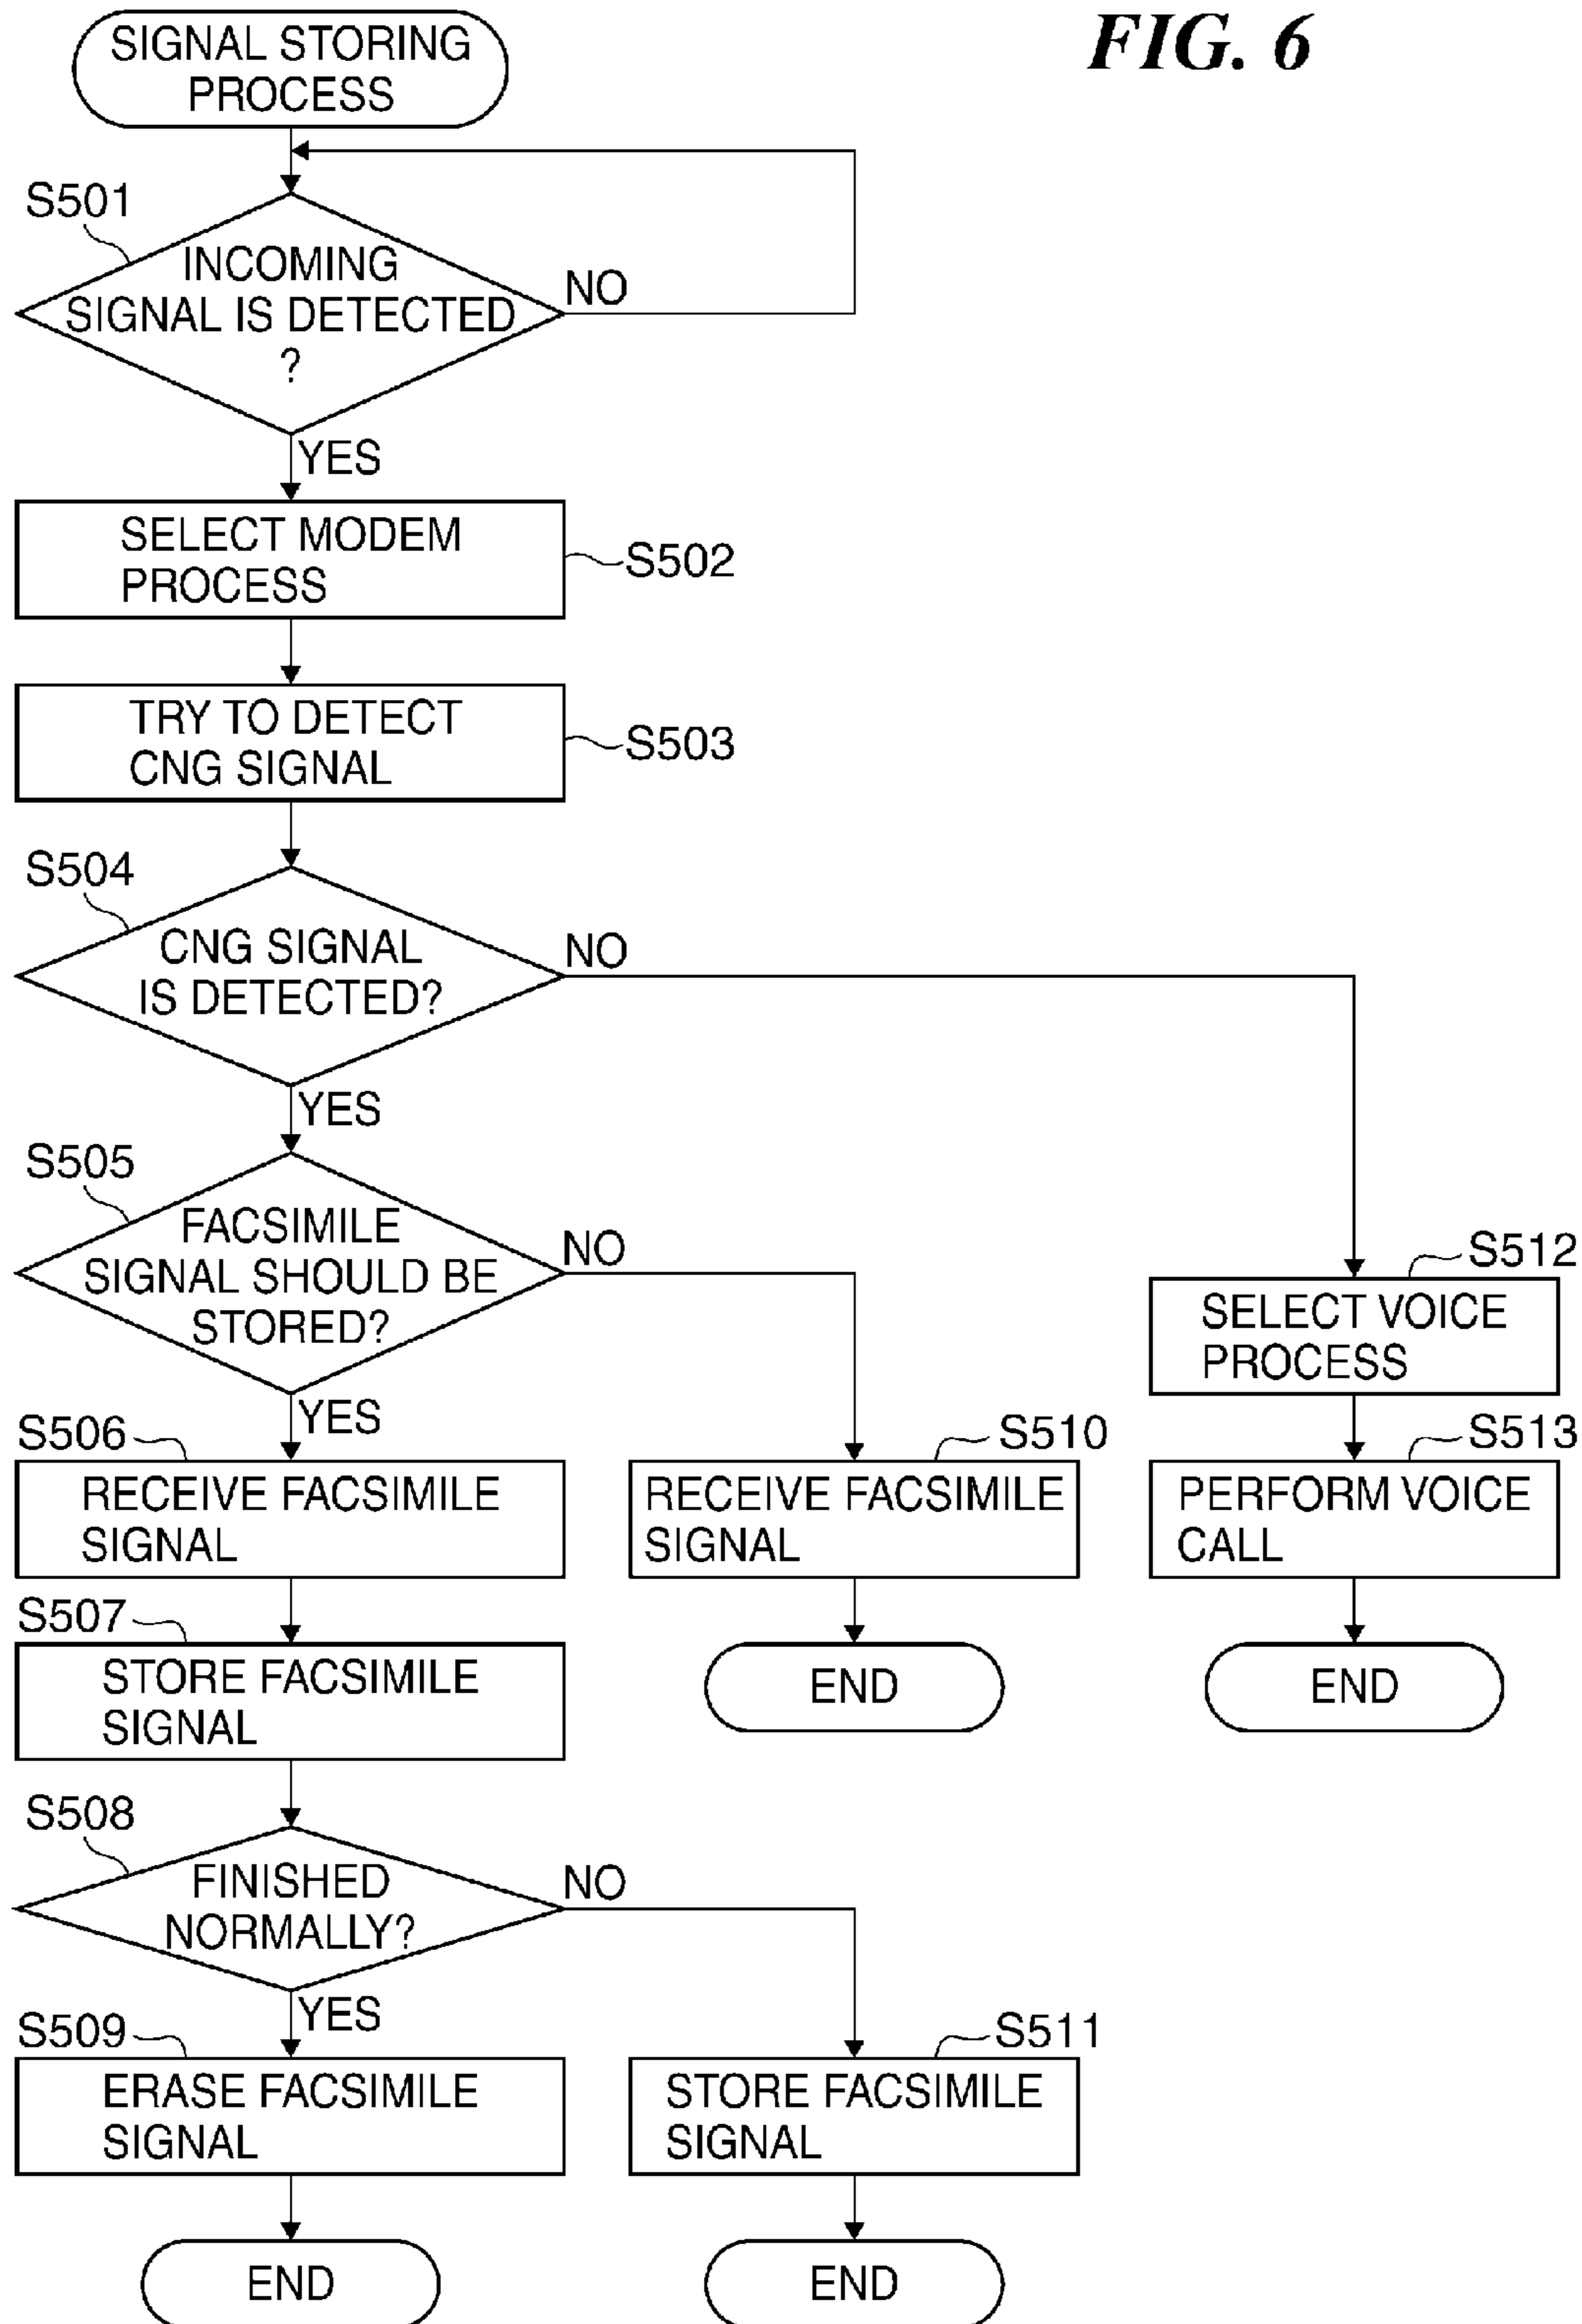 FIG. 6
SIGNAL STORING
PROCESS
S501
INCOMING
SIGNAL IS DETECTED
?
NO
YES
SELECT MODEM
PROCESS
S502
TRY TO DETECT
CNG SIGNAL
S503
S504
CNG SIGNAL
IS DETECTED?
NO
YES
S505
FACSIMILE
SIGNAL SHOULD BE
STORED?
NO
YES
S512
SELECT VOICE
PROCESS
S506
RECEIVE FACSIMILE
SIGNAL
S510
RECEIVE FACSIMILE
SIGNAL
S513
PERFORM VOICE
CALL
S507
STORE FACSIMILE
SIGNAL
END
END
S508
FINISHED
NORMALLY?
NO
YES
S509
ERASE FACSIMILE
SIGNAL
S511
STORE FACSIMILE
SIGNAL
END
END